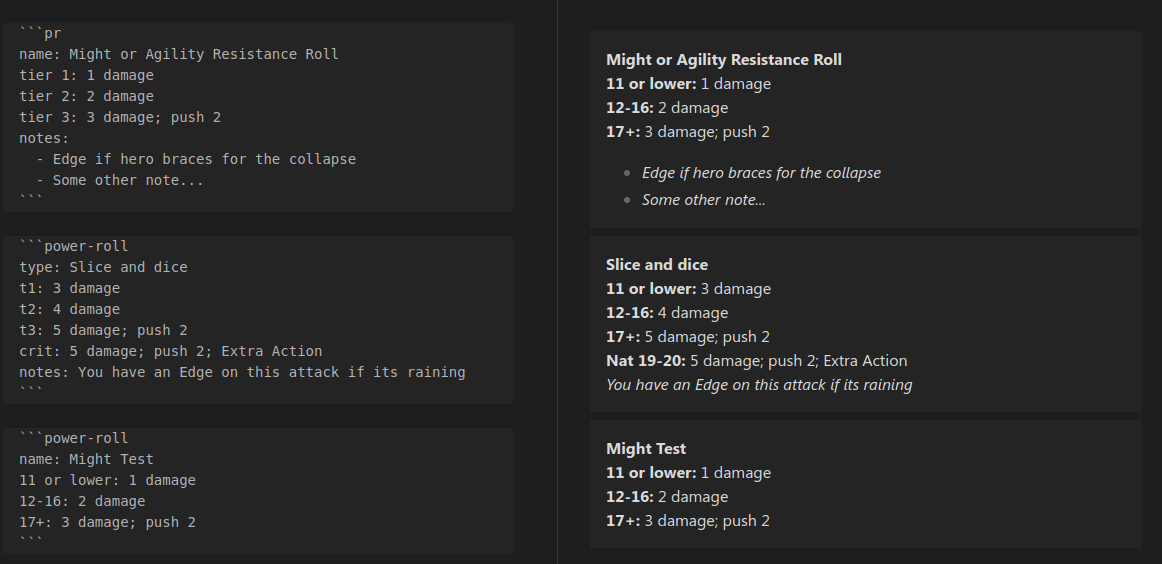 ```pr
name: Might or Agility Resistance Roll
tier 1: 1 damage
tier 2: 2 damage
tier 3: 3 damage; push 2
notes:
  - Edge if hero braces for the collapse
  - Some other note...
```
```power-roll
type: Slice and dice
t1: 3 damage
t2: 4 damage
t3: 5 damage; push 2
crit: 5 damage; push 2; Extra Action
notes: You have an Edge on this attack if its raining
```
```power-roll
name: Might Test
11 or lower: 1 damage
12-16: 2 damage
17+: 3 damage; push 2
```
Might or Agility Resistance Roll
11 or lower: 1 damage
12-16: 2 damage
17+: 3 damage; push 2
• Edge if hero braces for the collapse
• Some other note...
Slice and dice
11 or lower: 3 damage
12-16: 4 damage
17+: 5 damage; push 2
Nat 19-20: 5 damage; push 2; Extra Action
You have an Edge on this attack if its raining
Might Test
11 or lower: 1 damage
12-16: 2 damage
17+: 3 damage; push 2